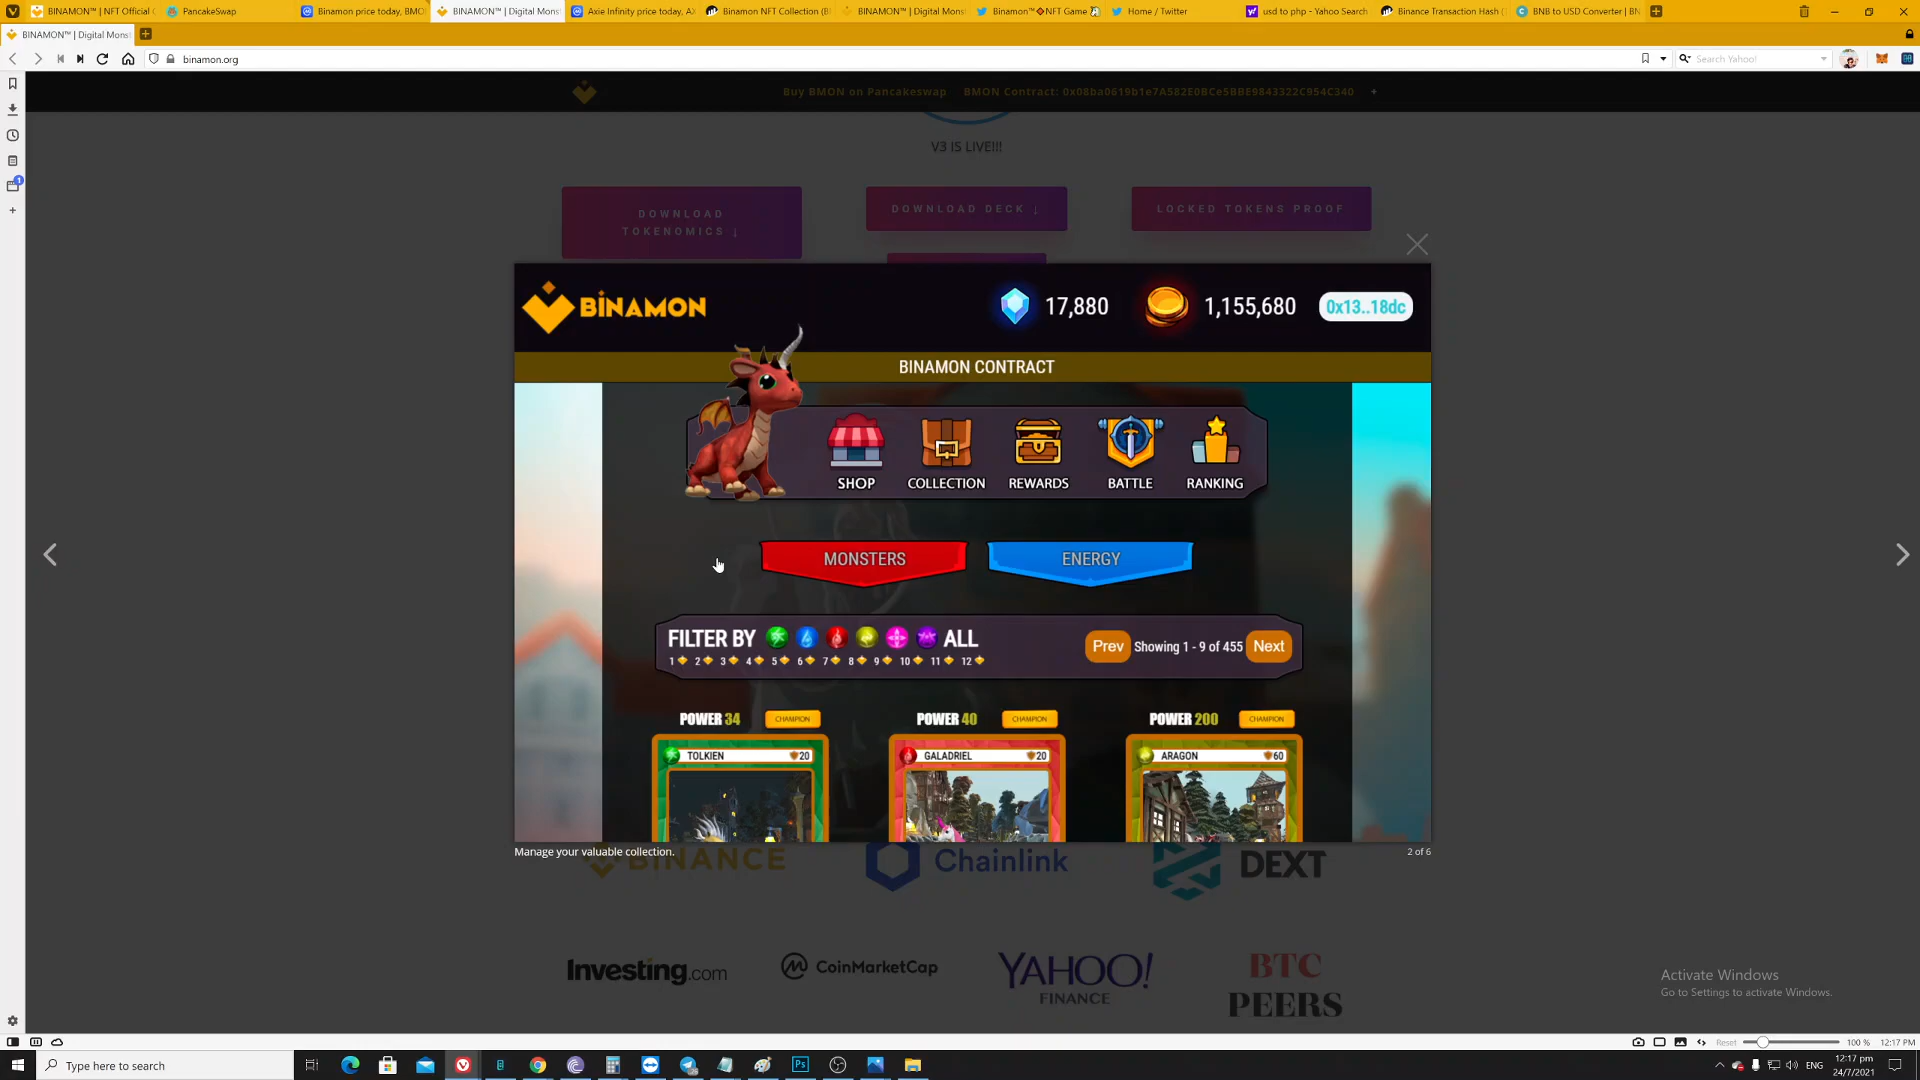 BINAMON™ | NFT Official
PancakeSwap
Binamon price today, BMO
BINAMON™ | Digital Mons
Axie Infinity price today, AX
Binamon NFT Collection (BI
BINAMON™ | Digital Mons
Binamon™ NFT Game
Home / Twitter
usd to php - Yahoo Search
Binance Transaction Hash (
BNB to USD Converter | BN
BINAMON™ | Digital Mons
binamon.org
Search Yahoo!
Buy BMON on Pancakeswap
BMON Contract: 0x08ba0619b1e7A582E0BCe5BBE9843322C954C340 +
V3 IS LIVE!!!
DOWNLOAD
TOKENOMICS ↓
DOWNLOAD DECK ↓
LOCKED TOKENS PROOF
BINAMON
17,880
1,155,680
0x13..18dc
BINAMON CONTRACT
SHOP
COLLECTION
REWARDS
BATTLE
RANKING
MONSTERS
ENERGY
FILTER BY
ALL
1 2 3 4 5 6 7 8 9 10 11 12
Prev
Showing 1 - 9 of 455
Next
POWER 34
CHAMPION
POWER 40
CHAMPION
POWER 200
CHAMPION
TOLKIEN
20
GALADRIEL
20
ARAGON
60
Manage your valuable collection.
2 of 6
BINANCE
Chainlink
DEXT
Investing.com
CoinMarketCap
YAHOO!
FINANCE
BTC
PEERS
Activate Windows
Go to Settings to activate Windows.
Reset
100 %
12:17 PM
Type here to search
ENG
12:17 pm
24/7/2021